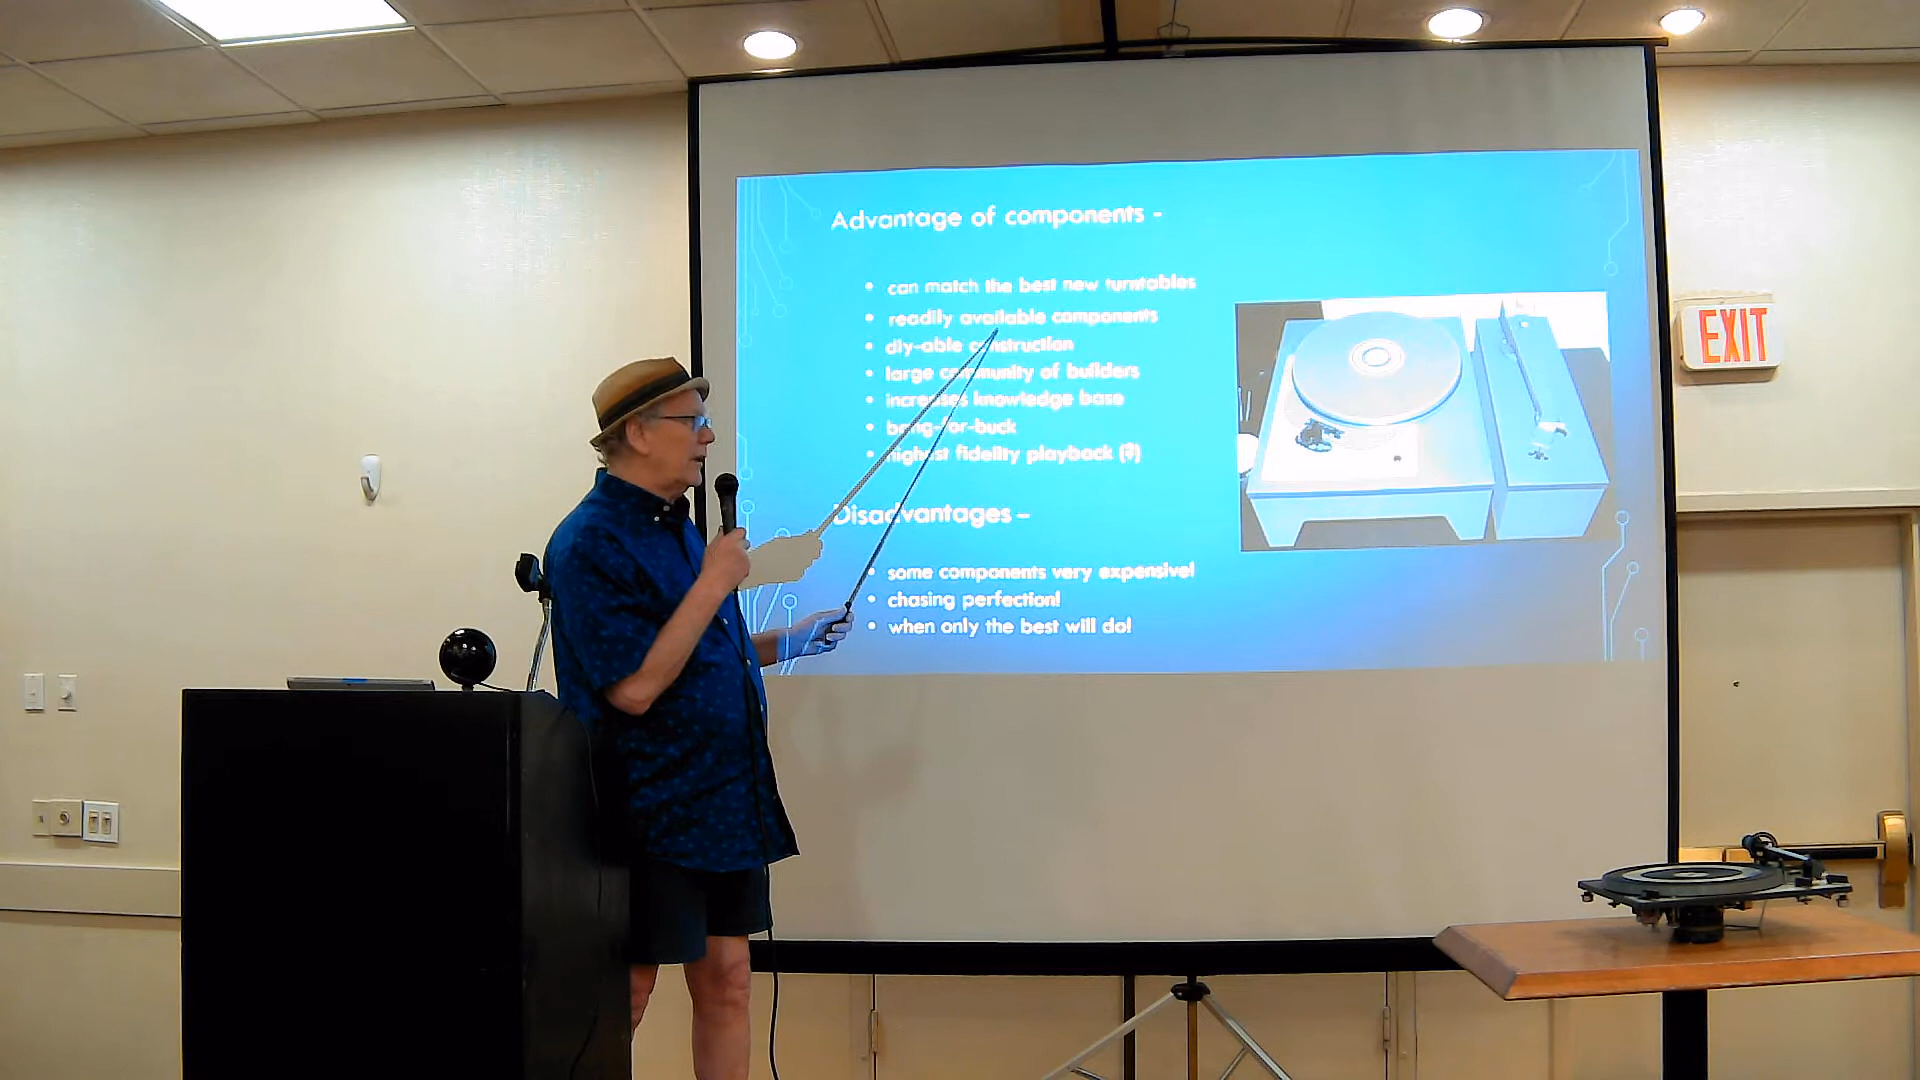 Advantage of components -
• can match the best new turntables
• readily available components
• diy-able construction
• large community of builders
• increases knowledge base
• bang-for-buck
• highest fidelity playback (?)
Disadvantages –
• some components very expensive!
• chasing perfection!
• when only the best will do!
EXIT